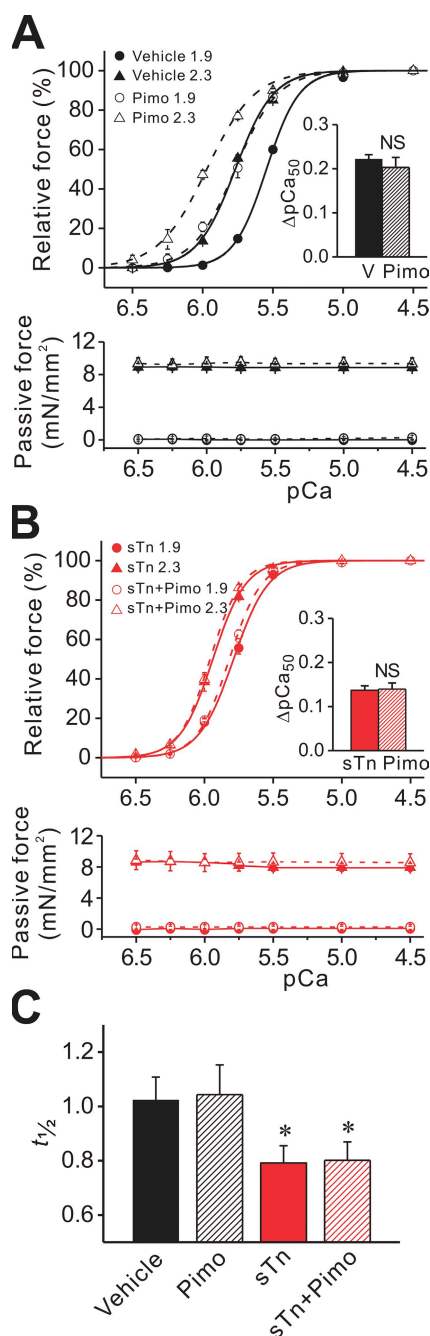 A
Vehicle 1.9
Vehicle 2.3
Pimo 1.9
Pimo 2.3
Relative force (%)
100
80
60
40
20
0
6.5 6.0 5.5 5.0 4.5
ΔpCa50
0.3
0.2
0.1
0.0
NS
V Pimo
Passive force
(mN/mm²)
12
8
4
0
6.5 6.0 5.5 5.0 4.5
pCa
B
sTn 1.9
sTn 2.3
sTn+Pimo 1.9
sTn+Pimo 2.3
Relative force (%)
100
80
60
40
20
0
6.5 6.0 5.5 5.0 4.5
ΔpCa50
0.3
0.2
0.1
0.0
NS
sTn Pimo
Passive force
(mN/mm²)
12
8
4
0
6.5 6.0 5.5 5.0 4.5
pCa
C
t½
1.2
1.0
0.8
0.6
* *
Vehicle
Pimo
sTn
sTn+Pimo